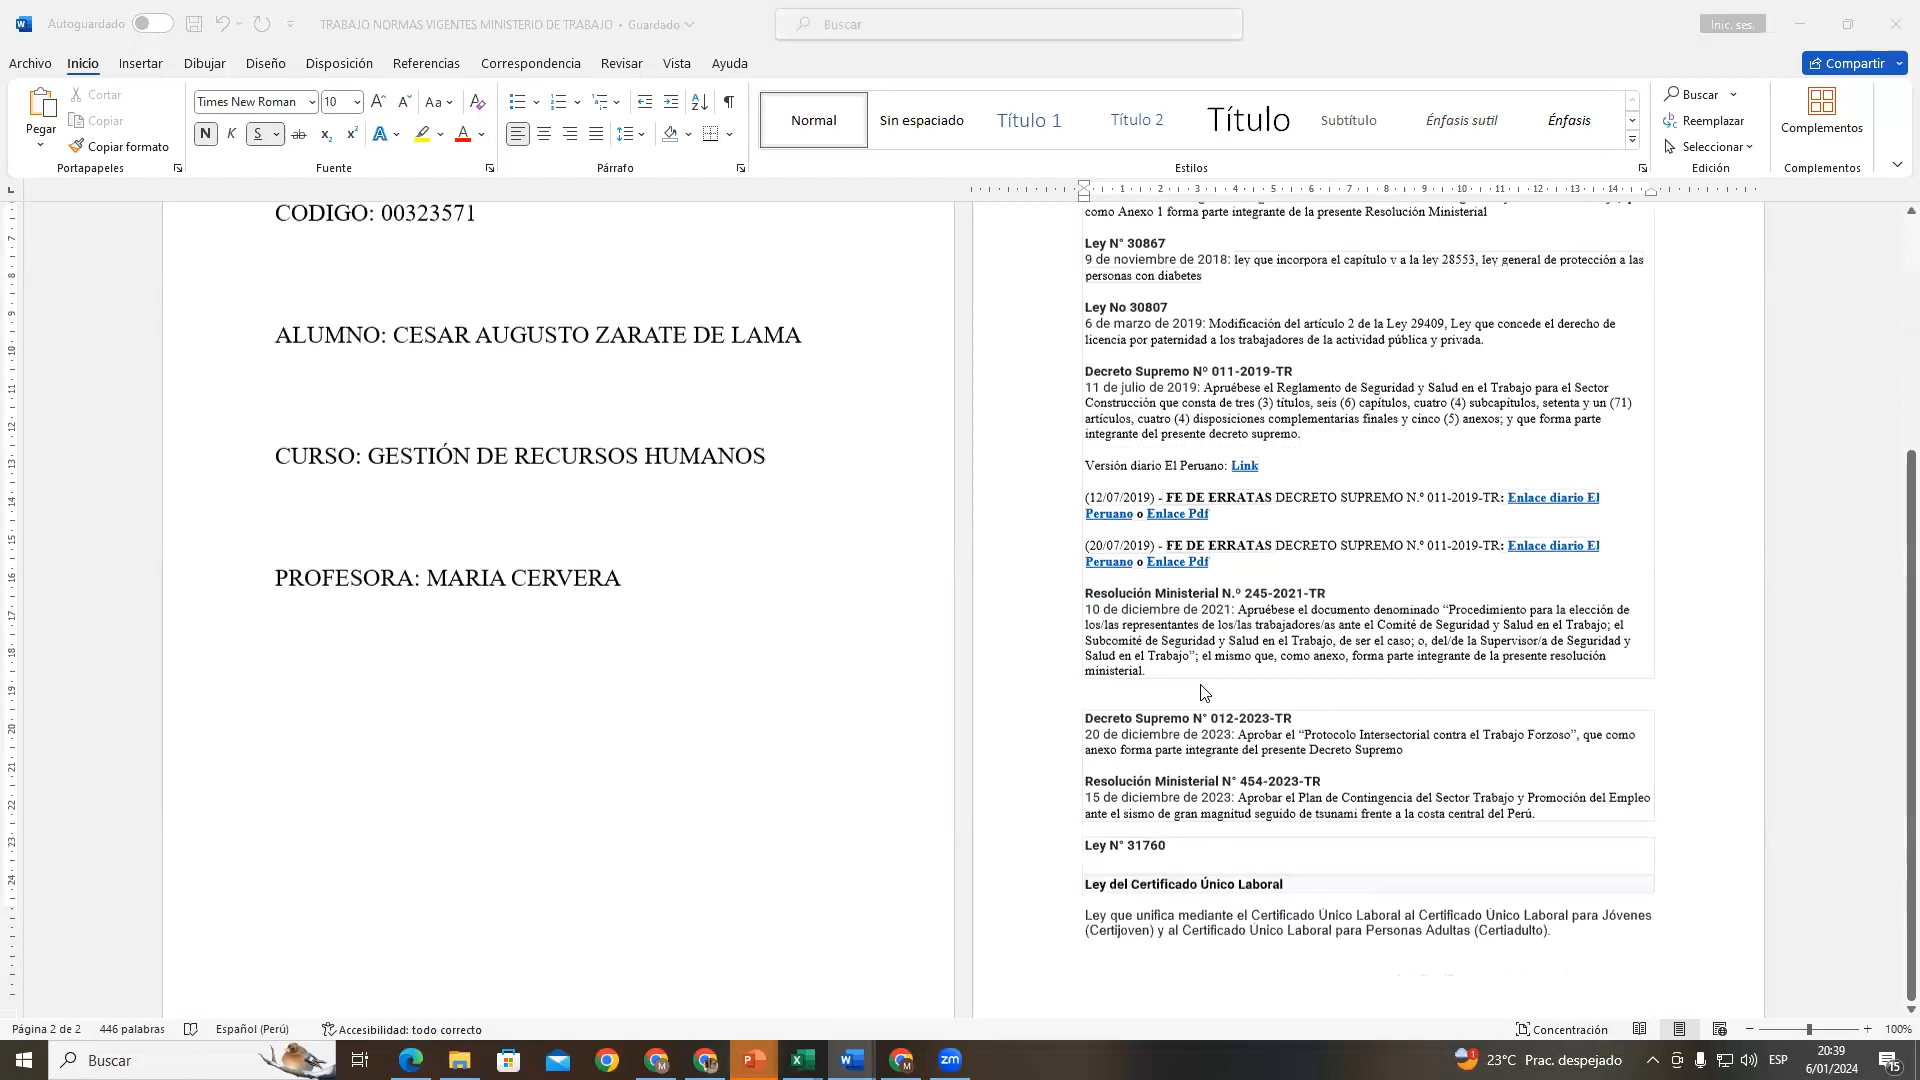 Autoguardado
TRABAJO NORMAS VIGENTES MINISTERIO DE TRABAJO • Guardado
Buscar
Inic. ses.
Archivo Inicio Insertar Dibujar Diseño Disposición Referencias Correspondencia Revisar Vista Ayuda
Compartir
Pegar
Cortar
Copiar
Copiar formato
Portapapeles
Times New Roman 10
Aa
N K S ab x₂ x² A A
Fuente
Párrafo
Normal Sin espaciado Título 1 Título 2 Título Subtítulo Énfasis sutil Énfasis
Estilos
Buscar
Reemplazar
Seleccionar
Edición
Complementos
Complementos
1 2 3 4 5 6 7 8 9 10 11 12 13 14
CODIGO: 00323571
ALUMNO: CESAR AUGUSTO ZARATE DE LAMA
CURSO: GESTIÓN DE RECURSOS HUMANOS
PROFESORA: MARIA CERVERA
como Anexo 1 forma parte integrante de la presente Resolución Ministerial
Ley N° 30867
9 de noviembre de 2018: ley que incorpora el capítulo v a la ley 28553, ley general de protección a las
personas con diabetes
Ley No 30807
6 de marzo de 2019: Modificación del artículo 2 de la Ley 29409, Ley que concede el derecho de
licencia por paternidad a los trabajadores de la actividad pública y privada.
Decreto Supremo Nº 011-2019-TR
11 de julio de 2019: Apruébese el Reglamento de Seguridad y Salud en el Trabajo para el Sector
Construcción que consta de tres (3) títulos, seis (6) capítulos, cuatro (4) subcapítulos, setenta y un (71)
artículos, cuatro (4) disposiciones complementarias finales y cinco (5) anexos; y que forma parte
integrante del presente decreto supremo.
Versión diario El Peruano: Link
(12/07/2019) - FE DE ERRATAS DECRETO SUPREMO N.° 011-2019-TR: Enlace diario El
Peruano o Enlace Pdf
(20/07/2019) - FE DE ERRATAS DECRETO SUPREMO N.° 011-2019-TR: Enlace diario El
Peruano o Enlace Pdf
Resolución Ministerial N.º 245-2021-TR
10 de diciembre de 2021: Apruébese el documento denominado “Procedimiento para la elección de
los/las representantes de los/las trabajadores/as ante el Comité de Seguridad y Salud en el Trabajo; el
Subcomité de Seguridad y Salud en el Trabajo, de ser el caso; o, del/de la Supervisor/a de Seguridad y
Salud en el Trabajo”; el mismo que, como anexo, forma parte integrante de la presente resolución
ministerial.
Decreto Supremo N° 012-2023-TR
20 de diciembre de 2023: Aprobar el “Protocolo Intersectorial contra el Trabajo Forzoso”, que como
anexo forma parte integrante del presente Decreto Supremo
Resolución Ministerial N° 454-2023-TR
15 de diciembre de 2023: Aprobar el Plan de Contingencia del Sector Trabajo y Promoción del Empleo
ante el sismo de gran magnitud seguido de tsunami frente a la costa central del Perú.
Ley N° 31760
Ley del Certificado Único Laboral
Ley que unifica mediante el Certificado Único Laboral al Certificado Único Laboral para Jóvenes
(Certijoven) y al Certificado Único Laboral para Personas Adultas (Certiadulto).
Página 2 de 2 446 palabras Español (Perú) Accesibilidad: todo correcto
Concentración
100%
Buscar
23°C Prac. despejado
ESP
20:39
6/01/2024
15